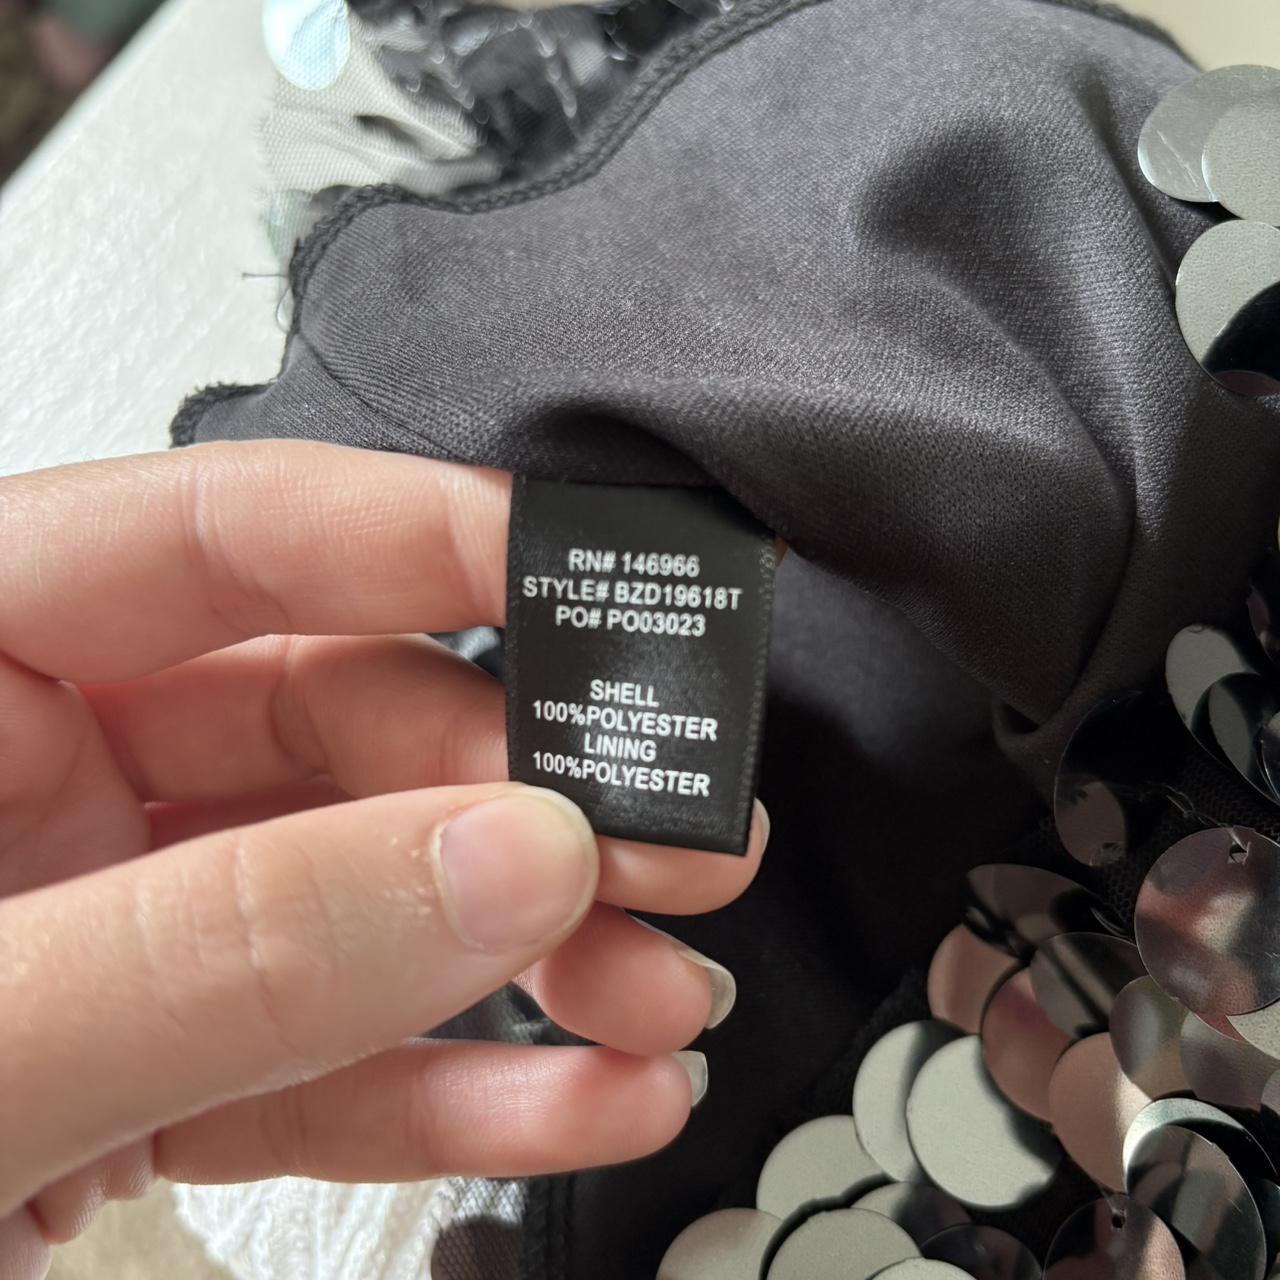 RN# 146966
STYLE# BZD19618T
PO# PO03023
SHELL
100%POLYESTER
LINING
100%POLYESTER